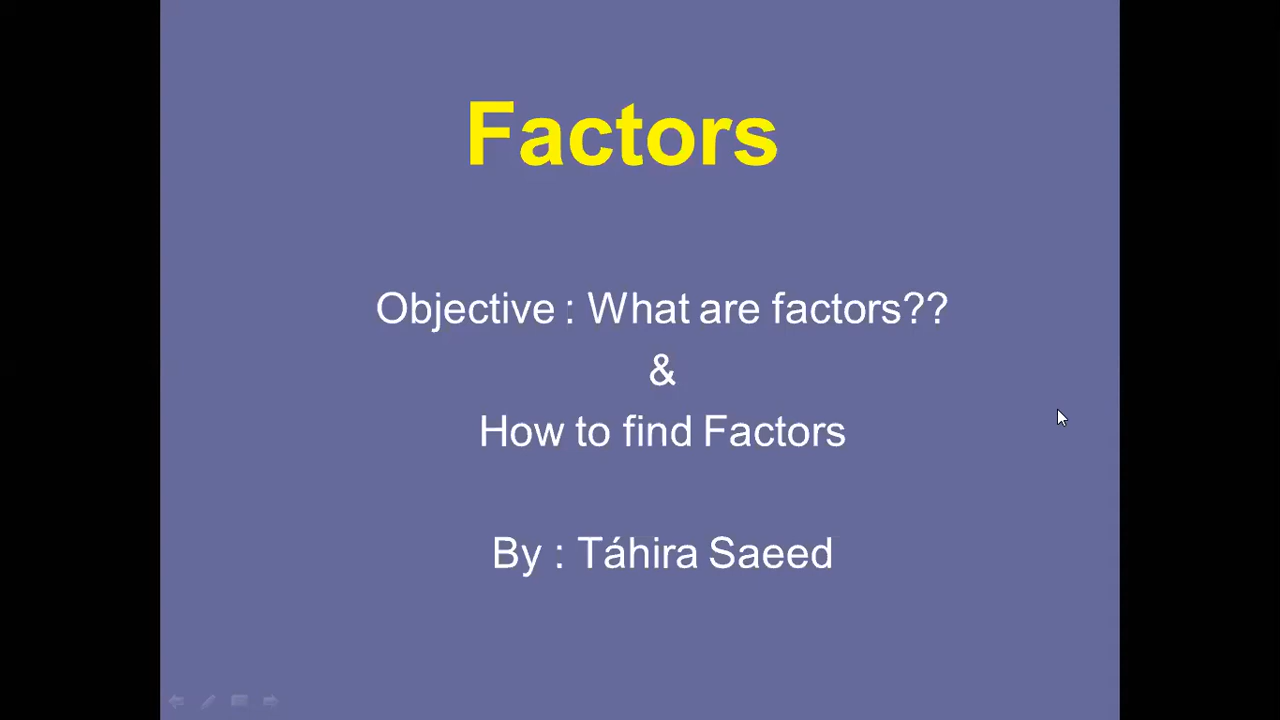 Factors
Objective : What are factors??
&
How to find Factors
By : Táhira Saeed